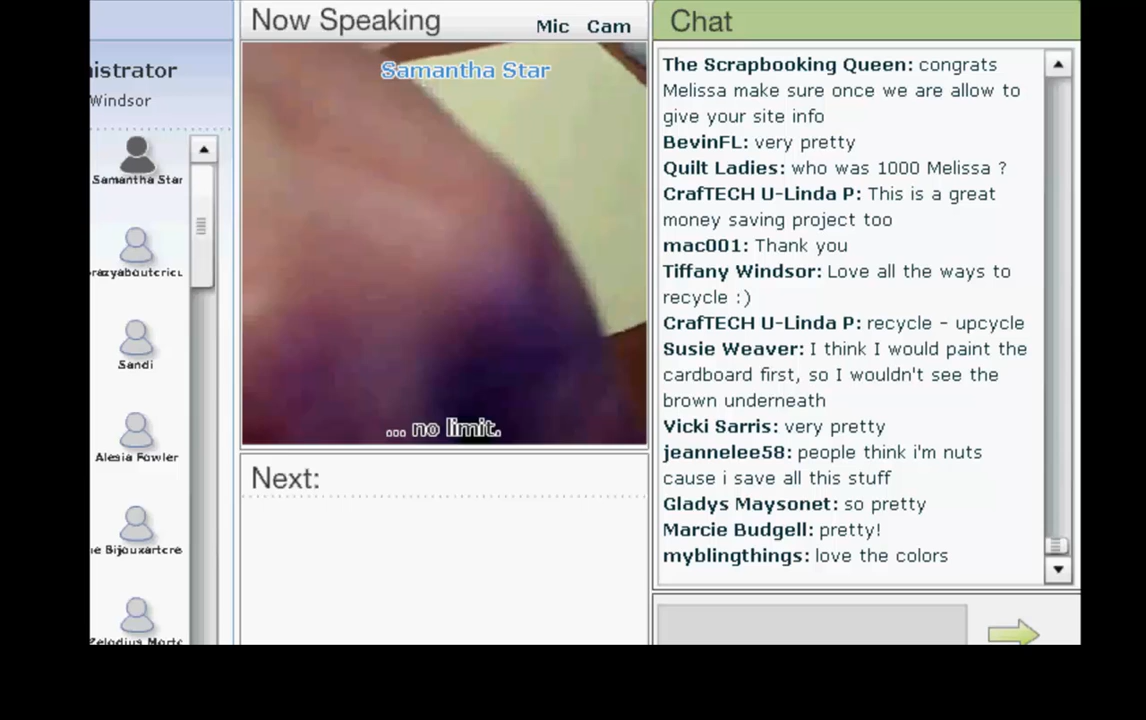 istrator
Windsor
Samantha Star
razyaboutcricu
Sandi
Alesia Fowler
e Bijouxartcre
Zelodius Morto
Now Speaking
Mic Cam
Samantha Star
... no limit.
Next:
Chat
The Scrapbooking Queen: congrats
Melissa make sure once we are allow to
give your site info
BevinFL: very pretty
Quilt Ladies: who was 1000 Melissa ?
CrafTECH U-Linda P: This is a great
money saving project too
mac001: Thank you
Tiffany Windsor: Love all the ways to
recycle :)
CrafTECH U-Linda P: recycle - upcycle
Susie Weaver: I think I would paint the
cardboard first, so I wouldn't see the
brown underneath
Vicki Sarris: very pretty
jeannelee58: people think i'm nuts
cause i save all this stuff
Gladys Maysonet: so pretty
Marcie Budgell: pretty!
myblingthings: love the colors